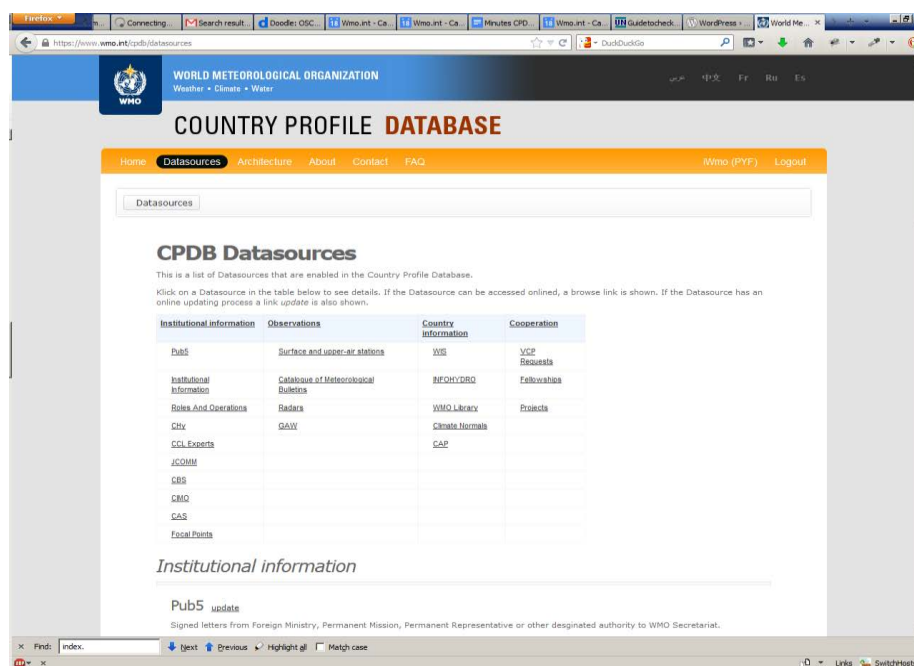 Firefox
m...
Connecting...
Search result...
Doodle: OSC...
Wmo.int - Ca...
Wmo.int - Ca...
Minutes CPD...
Wmo.int - Ca...
Guidetocheck...
WordPress › ...
World Me... ×
https://www.wmo.int/cpdb/datasources
DuckDuckGo
WMO
WORLD METEOROLOGICAL ORGANIZATION
Weather • Climate • Water
عربي 中文 Fr Ru Es
COUNTRY PROFILE DATABASE
Home Datasources Architecture About Contact FAQ iWmo (PYF) Logout
Datasources
CPDB Datasources
This is a list of Datasources that are enabled in the Country Profile Database.
Klick on a Datasource in the table below to see details. If the Datasource can be accessed onlined, a browse link is shown. If the Datasource has an
online updating process a link update is also shown.
Institutional information Observations Country Cooperation
information
Pub5 Surface and upper-air stations WIS VCP
Requests
Institutional Catalogue of Meteorological INFOHYDRO Fellowships
Information Bulletins
Roles And Operations Radars WMO Library Projects
CHy GAW Climate Normals
CCL Experts CAP
JCOMM
CBS
CIMO
CAS
Focal Points
Institutional information
Pub5 update
Signed letters from Foreign Ministry, Permanent Mission, Permanent Representative or other desginated authority to WMO Secretariat.
× Find: index. Next Previous Highlight all Match case
× Links SwitchHost